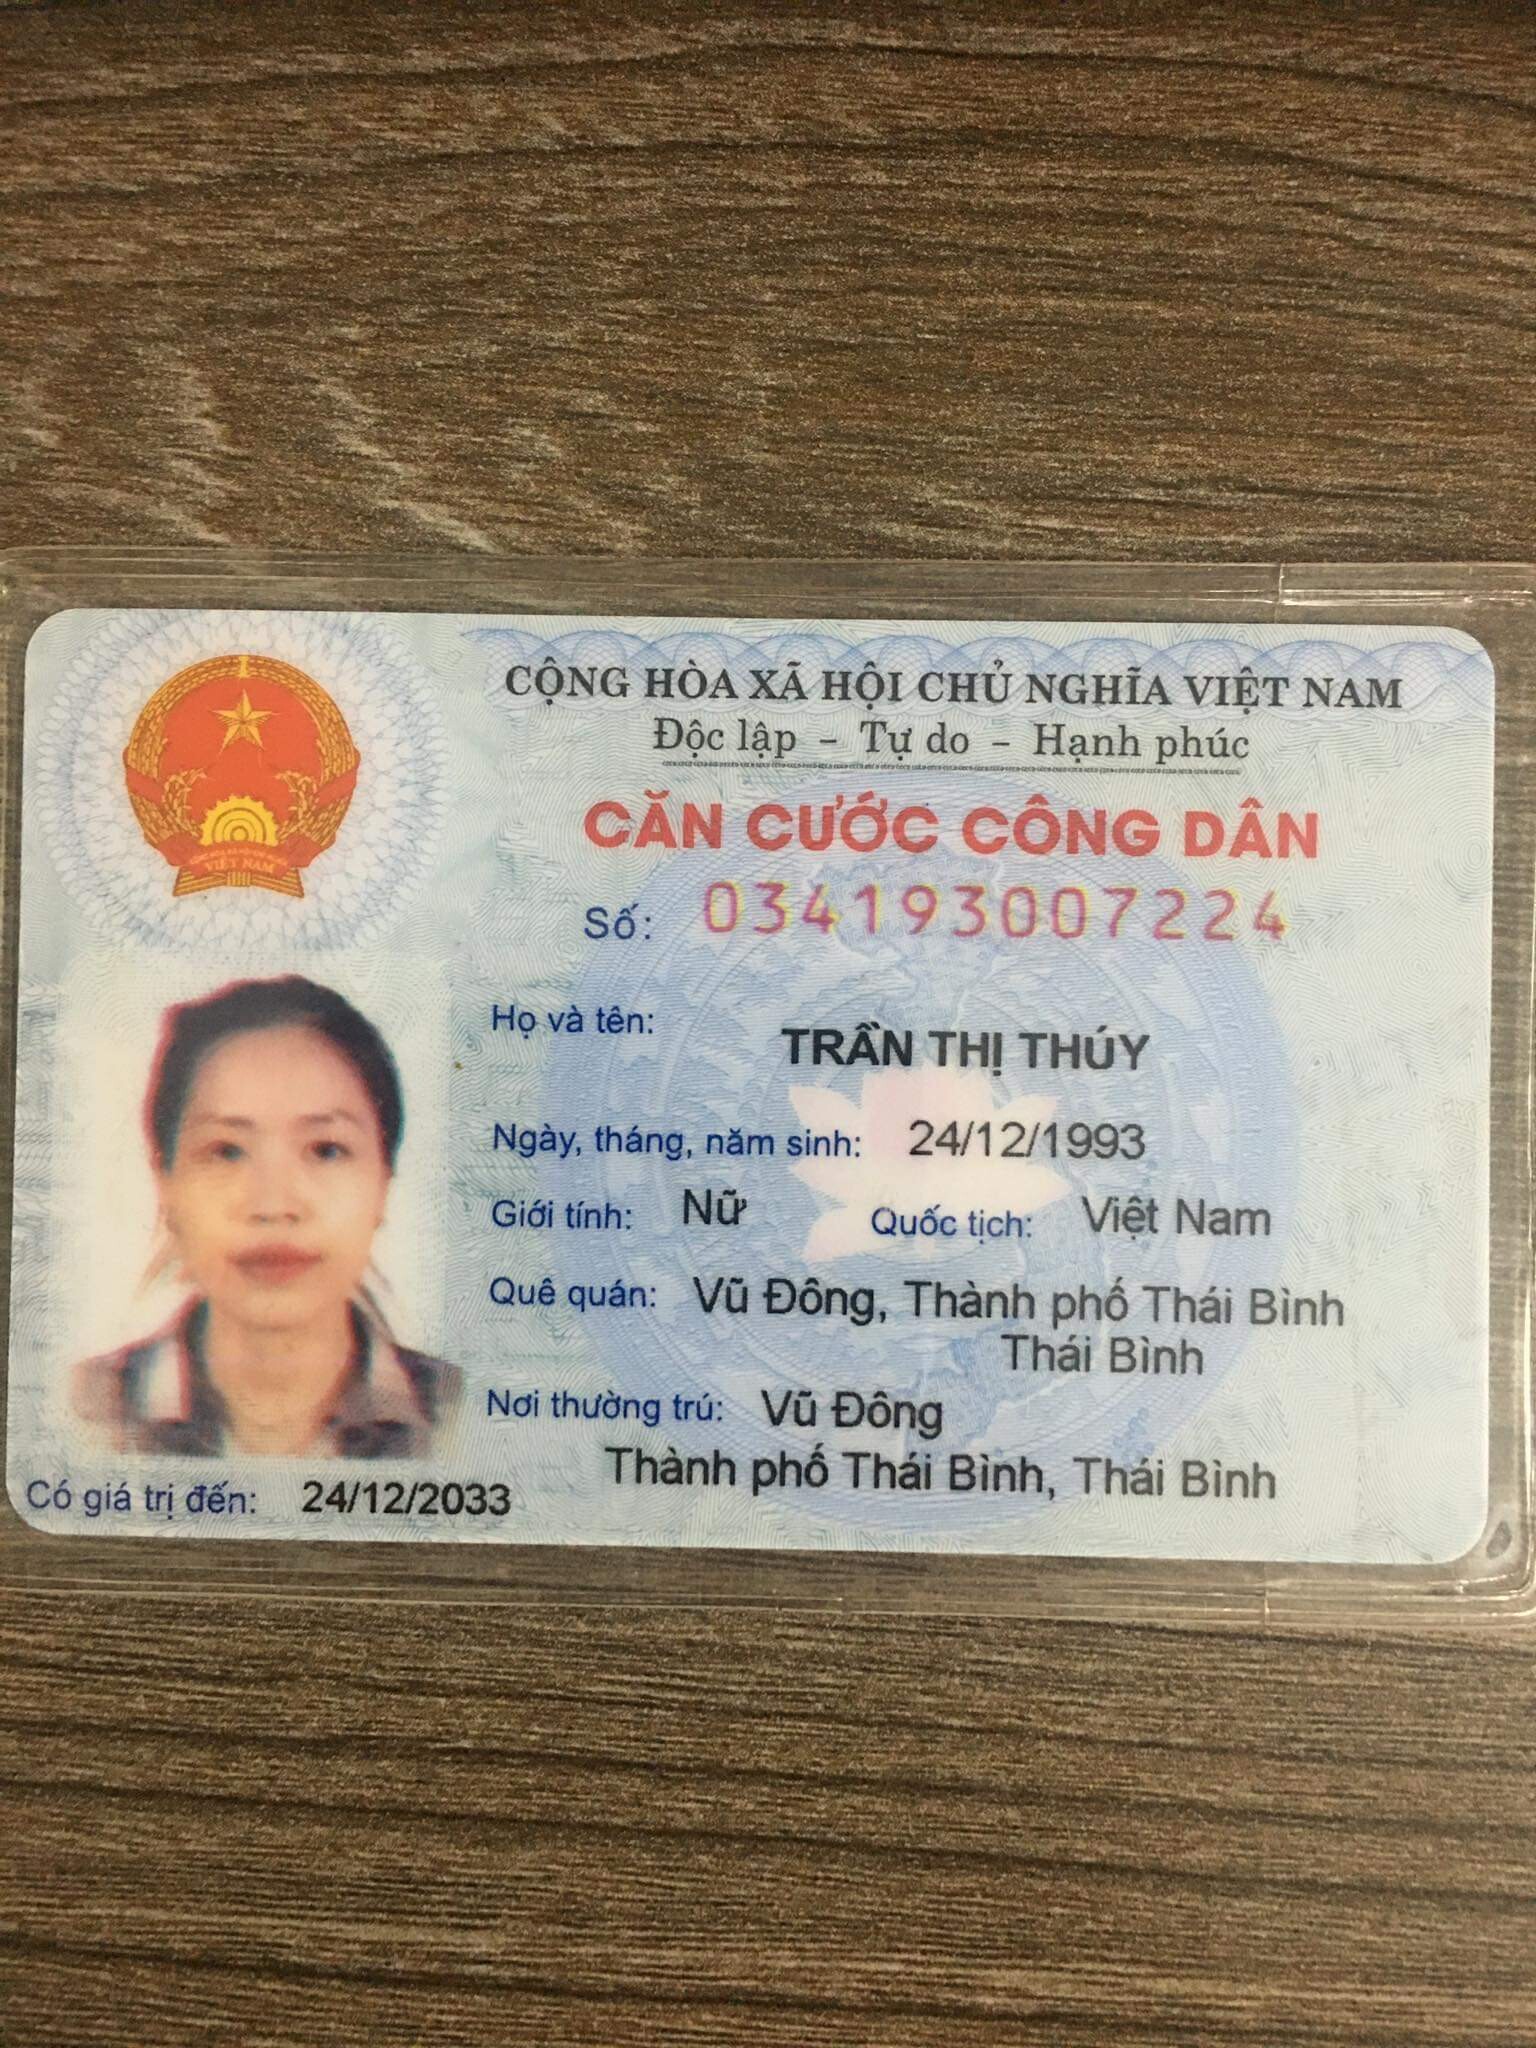 CỘNG HÒA XÃ HỘI CHỦ NGHĨA VIỆT NAM
Độc lập - Tự do - Hạnh phúc
CĂN CƯỚC CÔNG DÂN
Số: 034193007224
Họ và tên: TRẦN THỊ THÚY
Ngày, tháng, năm sinh: 24/12/1993
Giới tính: Nữ Quốc tịch: Việt Nam
Quê quán: Vũ Đông, Thành phố Thái Bình
Thái Bình
Nơi thường trú: Vũ Đông
Thành phố Thái Bình, Thái Bình
Có giá trị đến: 24/12/2033
VIỆT NAM